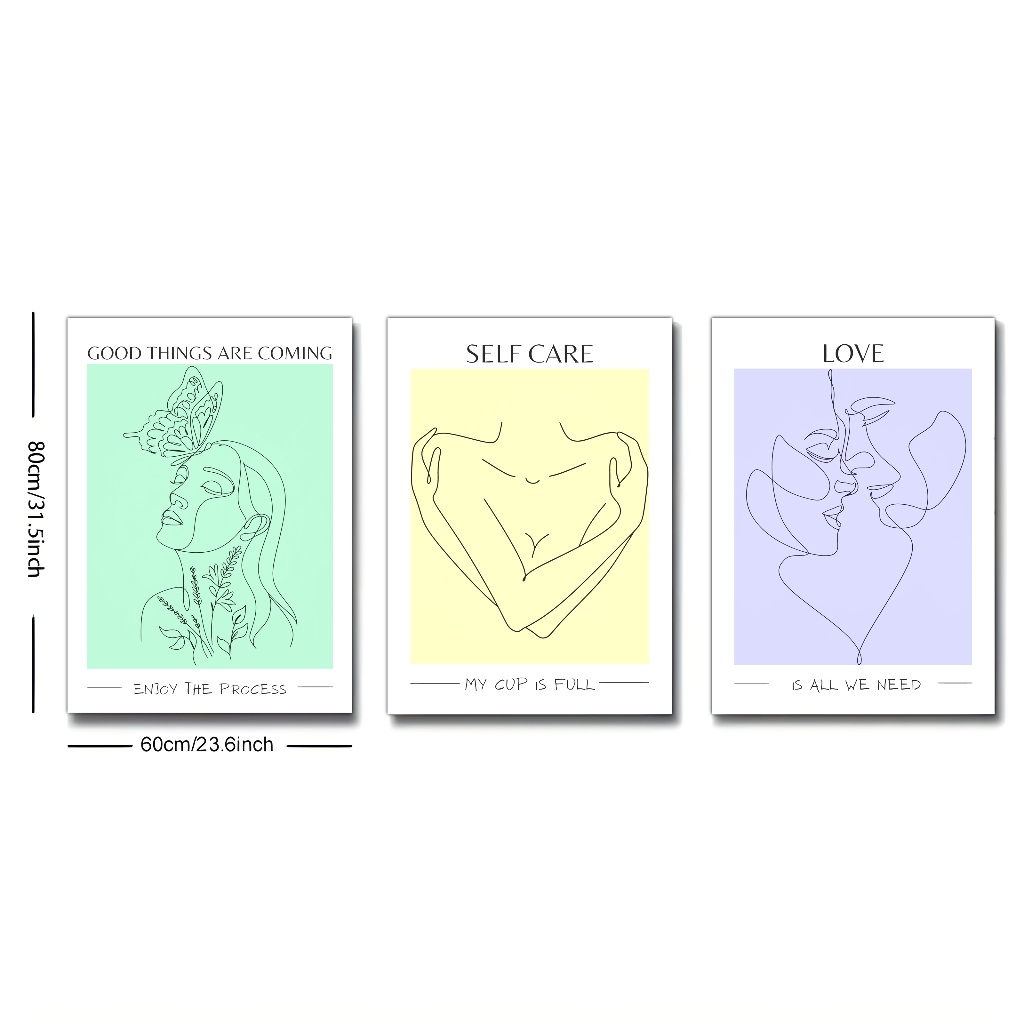 GOOD THINGS ARE COMING
ENJOY THE PROCESS
SELF CARE
MY CUP IS FULL
LOVE
IS ALL WE NEED
80cm/31.5inch
60cm/23.6inch